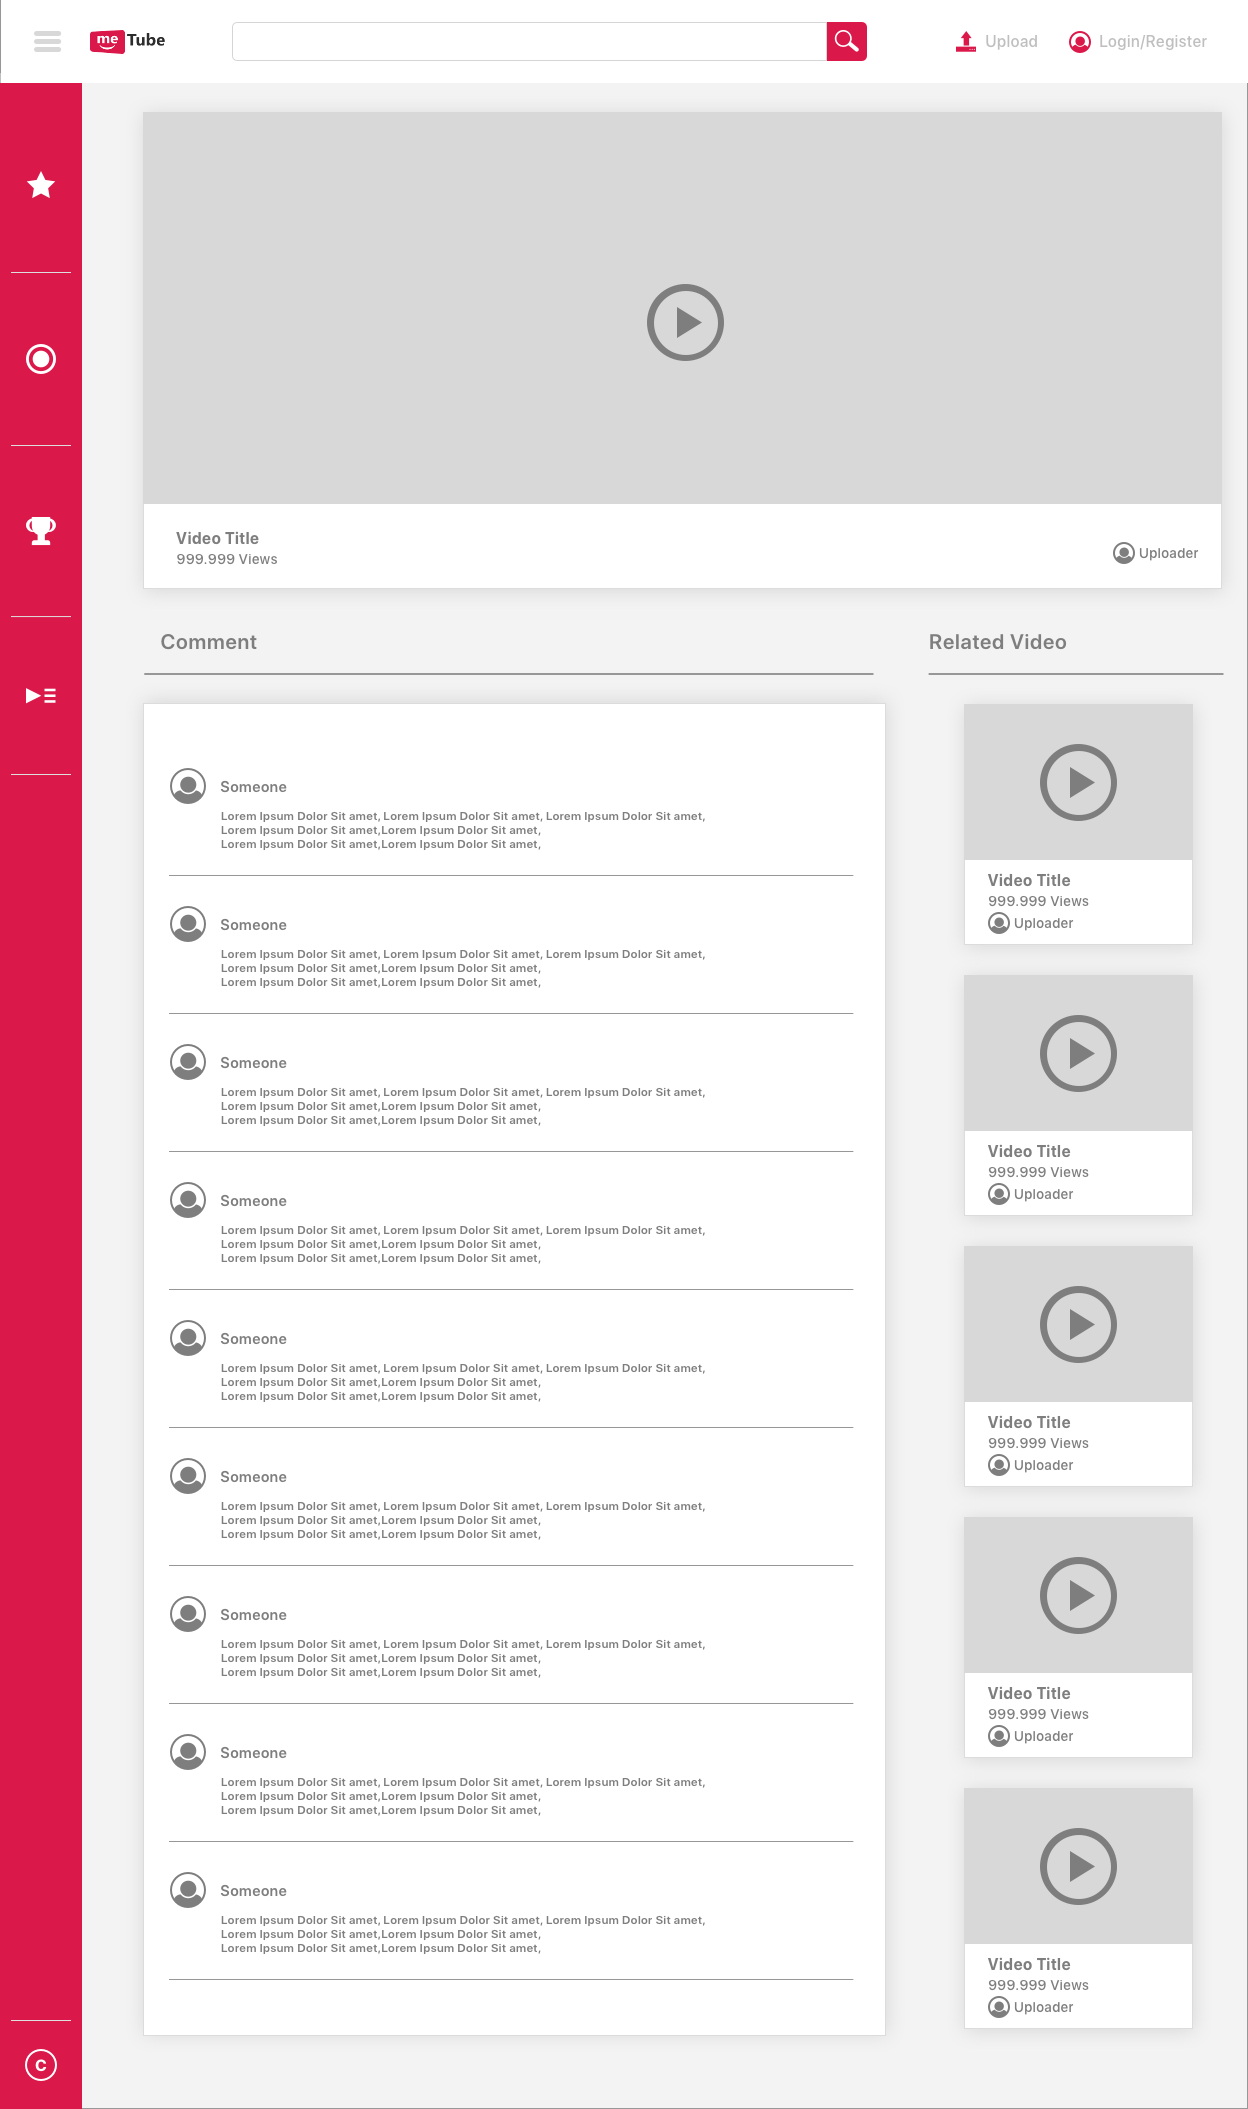 me Tube
Upload
Login/Register
Video Title
999.999 Views
Uploader
Comment
Related Video
Someone
Lorem Ipsum Dolor Sit amet, Lorem Ipsum Dolor Sit amet, Lorem Ipsum Dolor Sit amet,
Lorem Ipsum Dolor Sit amet,Lorem Ipsum Dolor Sit amet,
Lorem Ipsum Dolor Sit amet,Lorem Ipsum Dolor Sit amet,
Someone
Lorem Ipsum Dolor Sit amet, Lorem Ipsum Dolor Sit amet, Lorem Ipsum Dolor Sit amet,
Lorem Ipsum Dolor Sit amet,Lorem Ipsum Dolor Sit amet,
Lorem Ipsum Dolor Sit amet,Lorem Ipsum Dolor Sit amet,
Someone
Lorem Ipsum Dolor Sit amet, Lorem Ipsum Dolor Sit amet, Lorem Ipsum Dolor Sit amet,
Lorem Ipsum Dolor Sit amet,Lorem Ipsum Dolor Sit amet,
Lorem Ipsum Dolor Sit amet,Lorem Ipsum Dolor Sit amet,
Someone
Lorem Ipsum Dolor Sit amet, Lorem Ipsum Dolor Sit amet, Lorem Ipsum Dolor Sit amet,
Lorem Ipsum Dolor Sit amet,Lorem Ipsum Dolor Sit amet,
Lorem Ipsum Dolor Sit amet,Lorem Ipsum Dolor Sit amet,
Someone
Lorem Ipsum Dolor Sit amet, Lorem Ipsum Dolor Sit amet, Lorem Ipsum Dolor Sit amet,
Lorem Ipsum Dolor Sit amet,Lorem Ipsum Dolor Sit amet,
Lorem Ipsum Dolor Sit amet,Lorem Ipsum Dolor Sit amet,
Someone
Lorem Ipsum Dolor Sit amet, Lorem Ipsum Dolor Sit amet, Lorem Ipsum Dolor Sit amet,
Lorem Ipsum Dolor Sit amet,Lorem Ipsum Dolor Sit amet,
Lorem Ipsum Dolor Sit amet,Lorem Ipsum Dolor Sit amet,
Someone
Lorem Ipsum Dolor Sit amet, Lorem Ipsum Dolor Sit amet, Lorem Ipsum Dolor Sit amet,
Lorem Ipsum Dolor Sit amet,Lorem Ipsum Dolor Sit amet,
Lorem Ipsum Dolor Sit amet,Lorem Ipsum Dolor Sit amet,
Someone
Lorem Ipsum Dolor Sit amet, Lorem Ipsum Dolor Sit amet, Lorem Ipsum Dolor Sit amet,
Lorem Ipsum Dolor Sit amet,Lorem Ipsum Dolor Sit amet,
Lorem Ipsum Dolor Sit amet,Lorem Ipsum Dolor Sit amet,
Someone
Lorem Ipsum Dolor Sit amet, Lorem Ipsum Dolor Sit amet, Lorem Ipsum Dolor Sit amet,
Lorem Ipsum Dolor Sit amet,Lorem Ipsum Dolor Sit amet,
Lorem Ipsum Dolor Sit amet,Lorem Ipsum Dolor Sit amet,
Video Title
999.999 Views
Uploader
Video Title
999.999 Views
Uploader
Video Title
999.999 Views
Uploader
Video Title
999.999 Views
Uploader
Video Title
999.999 Views
Uploader
C